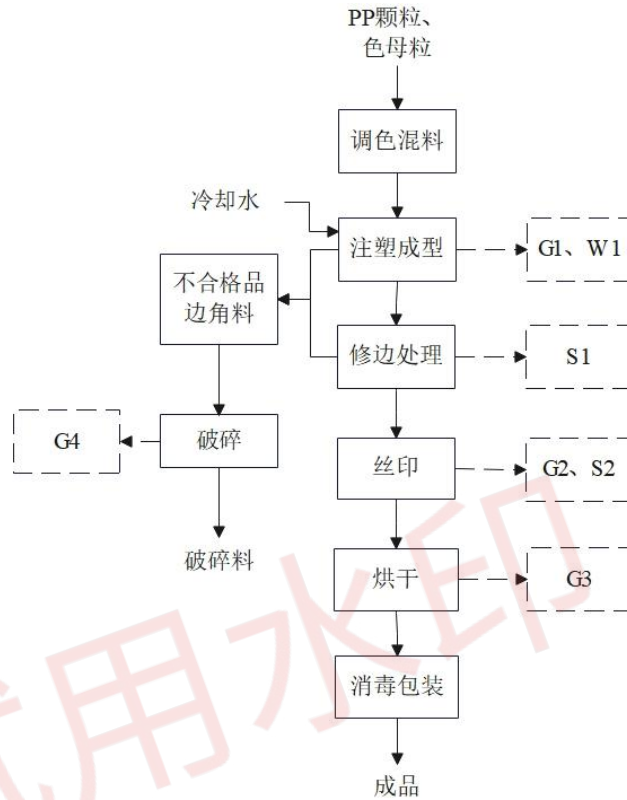 PP颗粒、
色母粒
调色混料
冷却水
注塑成型
G1、W1
不合格品
边角料
修边处理
S1
G4
破碎
丝印
G2、S2
破碎料
烘干
G3
消毒包装
成品
试用水印